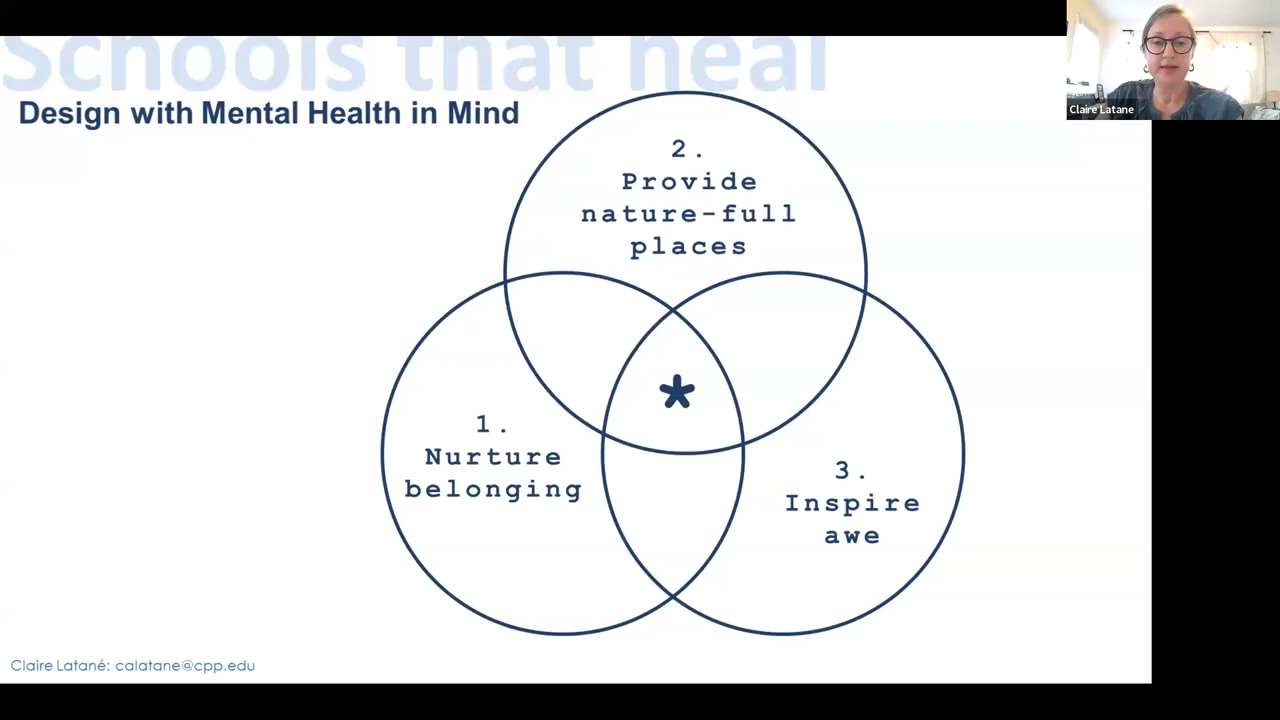 Schools that heal
Design with Mental Health in Mind
Claire Latane
2.
Provide
nature-full
places
*
1.
Nurture
belonging
3.
Inspire
awe
Claire Latané: calatane@cpp.edu